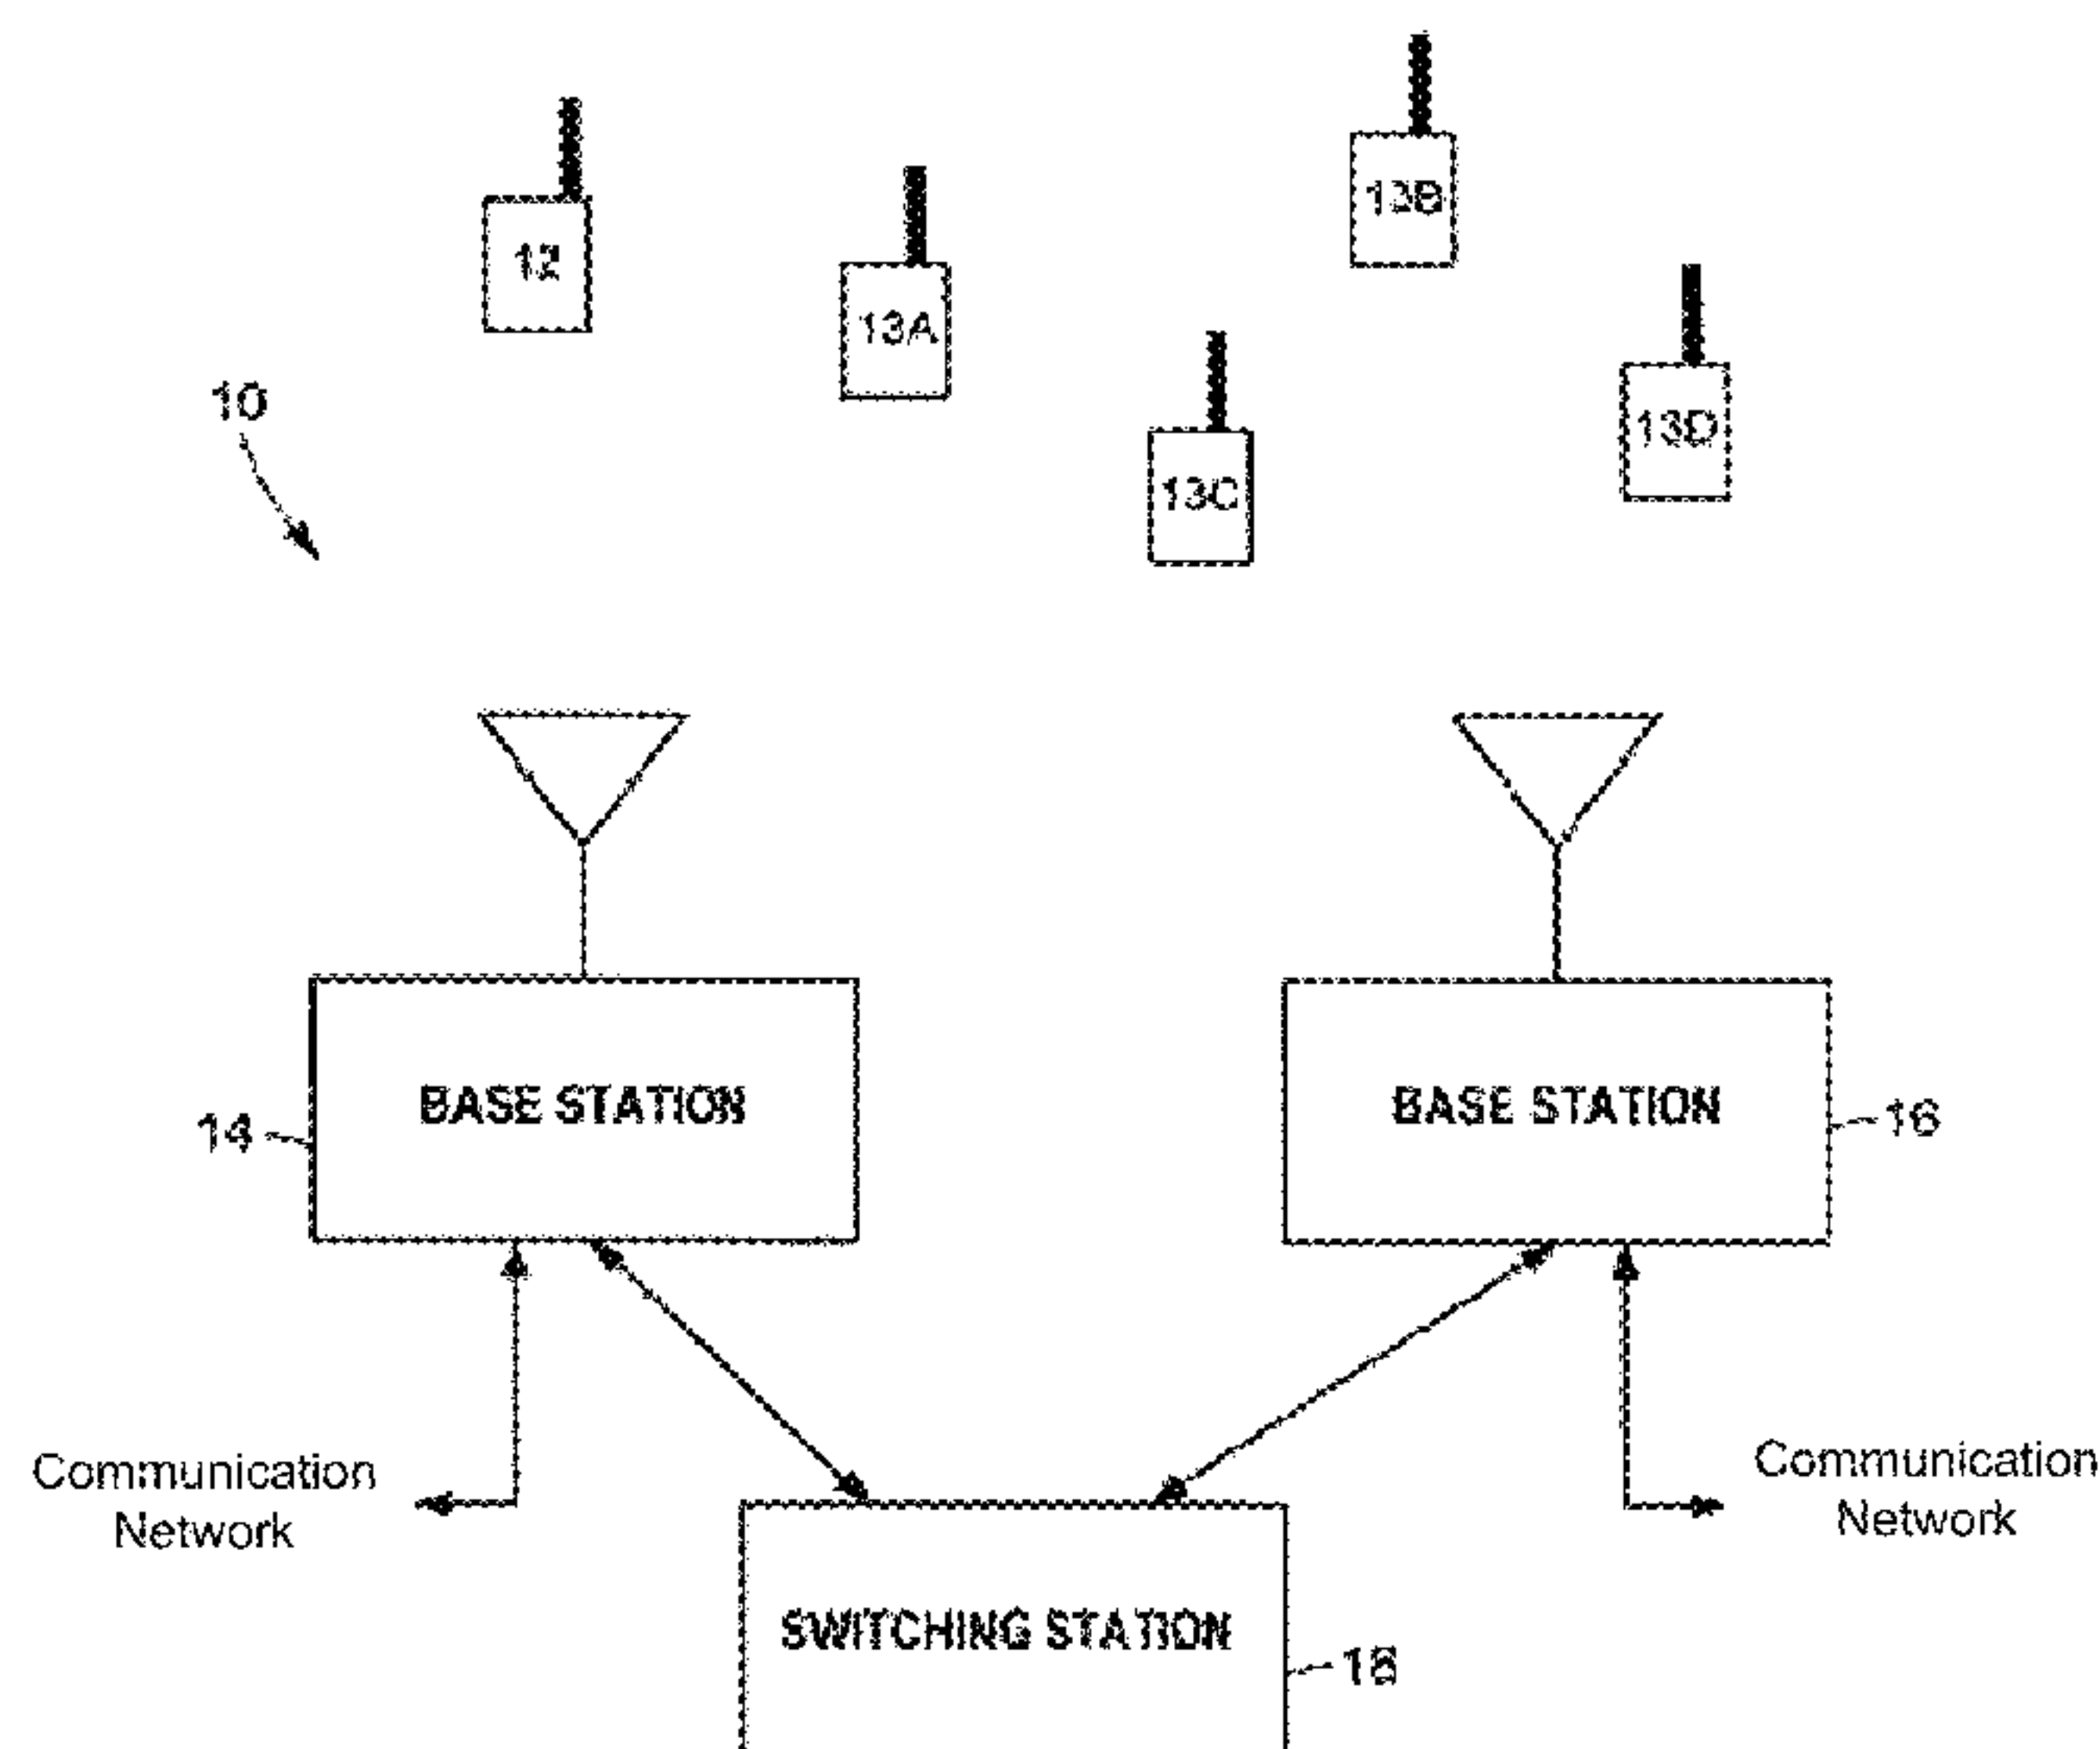 13B
12
13A
10
13D
13C
BASE STATION
BASE STATION
14
16
Communication
Network
Communication
Network
SWITCHING STATION
18